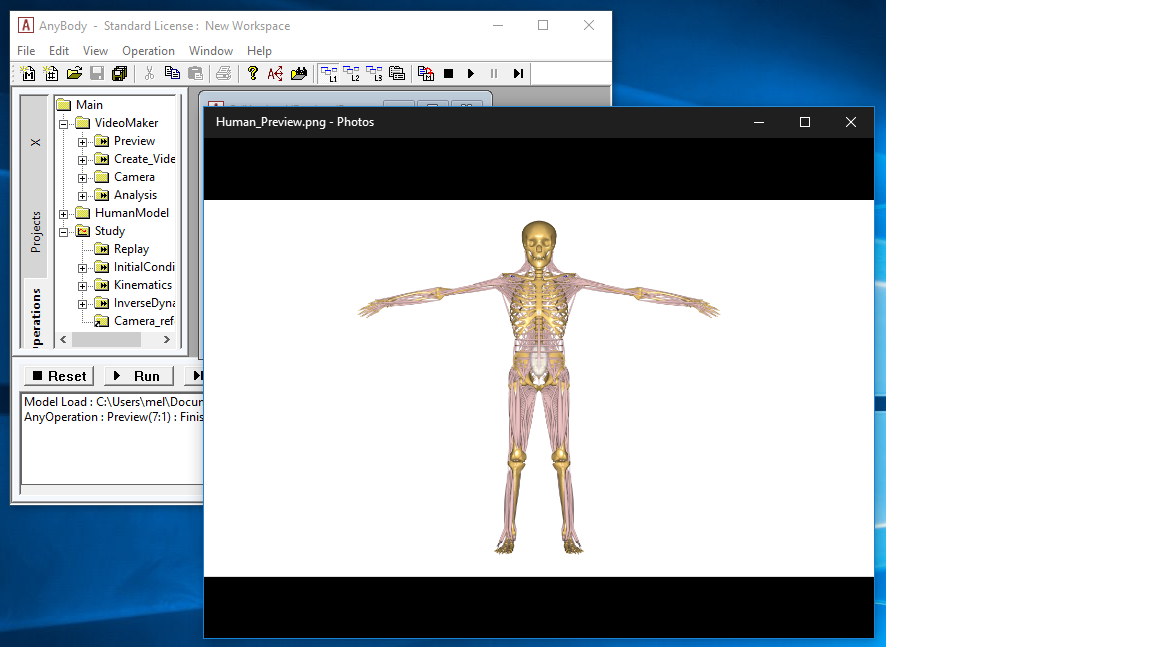 AnyBody - Standard License : New Workspace
File Edit View Operation Window Help
L1 L2 L3
Projects
Operations
Main
VideoMaker
Preview
Create_Vide
Camera
Analysis
HumanModel
Study
Replay
InitialCondi
Kinematics
InverseDyna
Camera_ref
Reset Run
Model Load : C:\Users\mel\Docun
AnyOperation : Preview(7:1) : Finis
Human_Preview.png - Photos